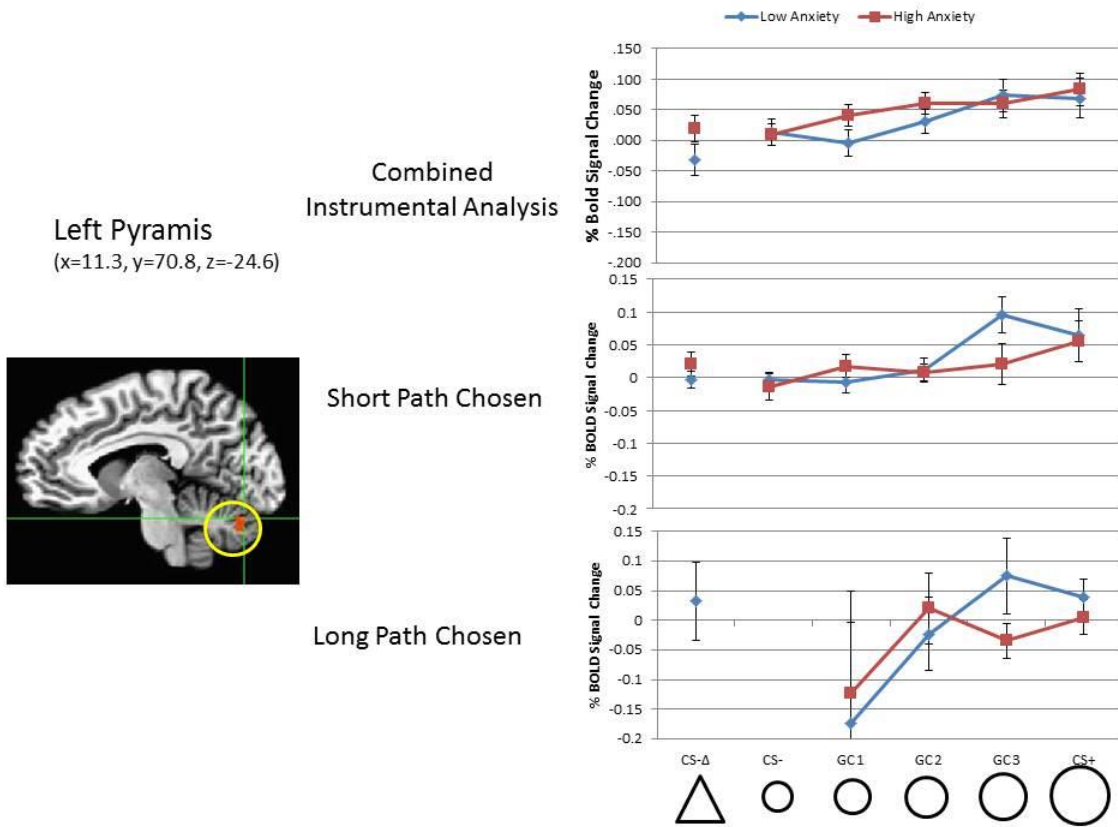 Low Anxiety High Anxiety
Combined
Instrumental Analysis
Left Pyramis
(x=11.3, y=70.8, z=-24.6)
% Bold Signal Change
.150
.100
.050
.000
-.050
-.100
-.150
-.200
Short Path Chosen
% BOLD Signal Change
0.15
0.1
0.05
0
-0.05
-0.1
-0.15
-0.2
Long Path Chosen
% BOLD Signal Change
0.15
0.1
0.05
0
-0.05
-0.1
-0.15
-0.2
CS-Δ CS- GC1 GC2 GC3 CS+